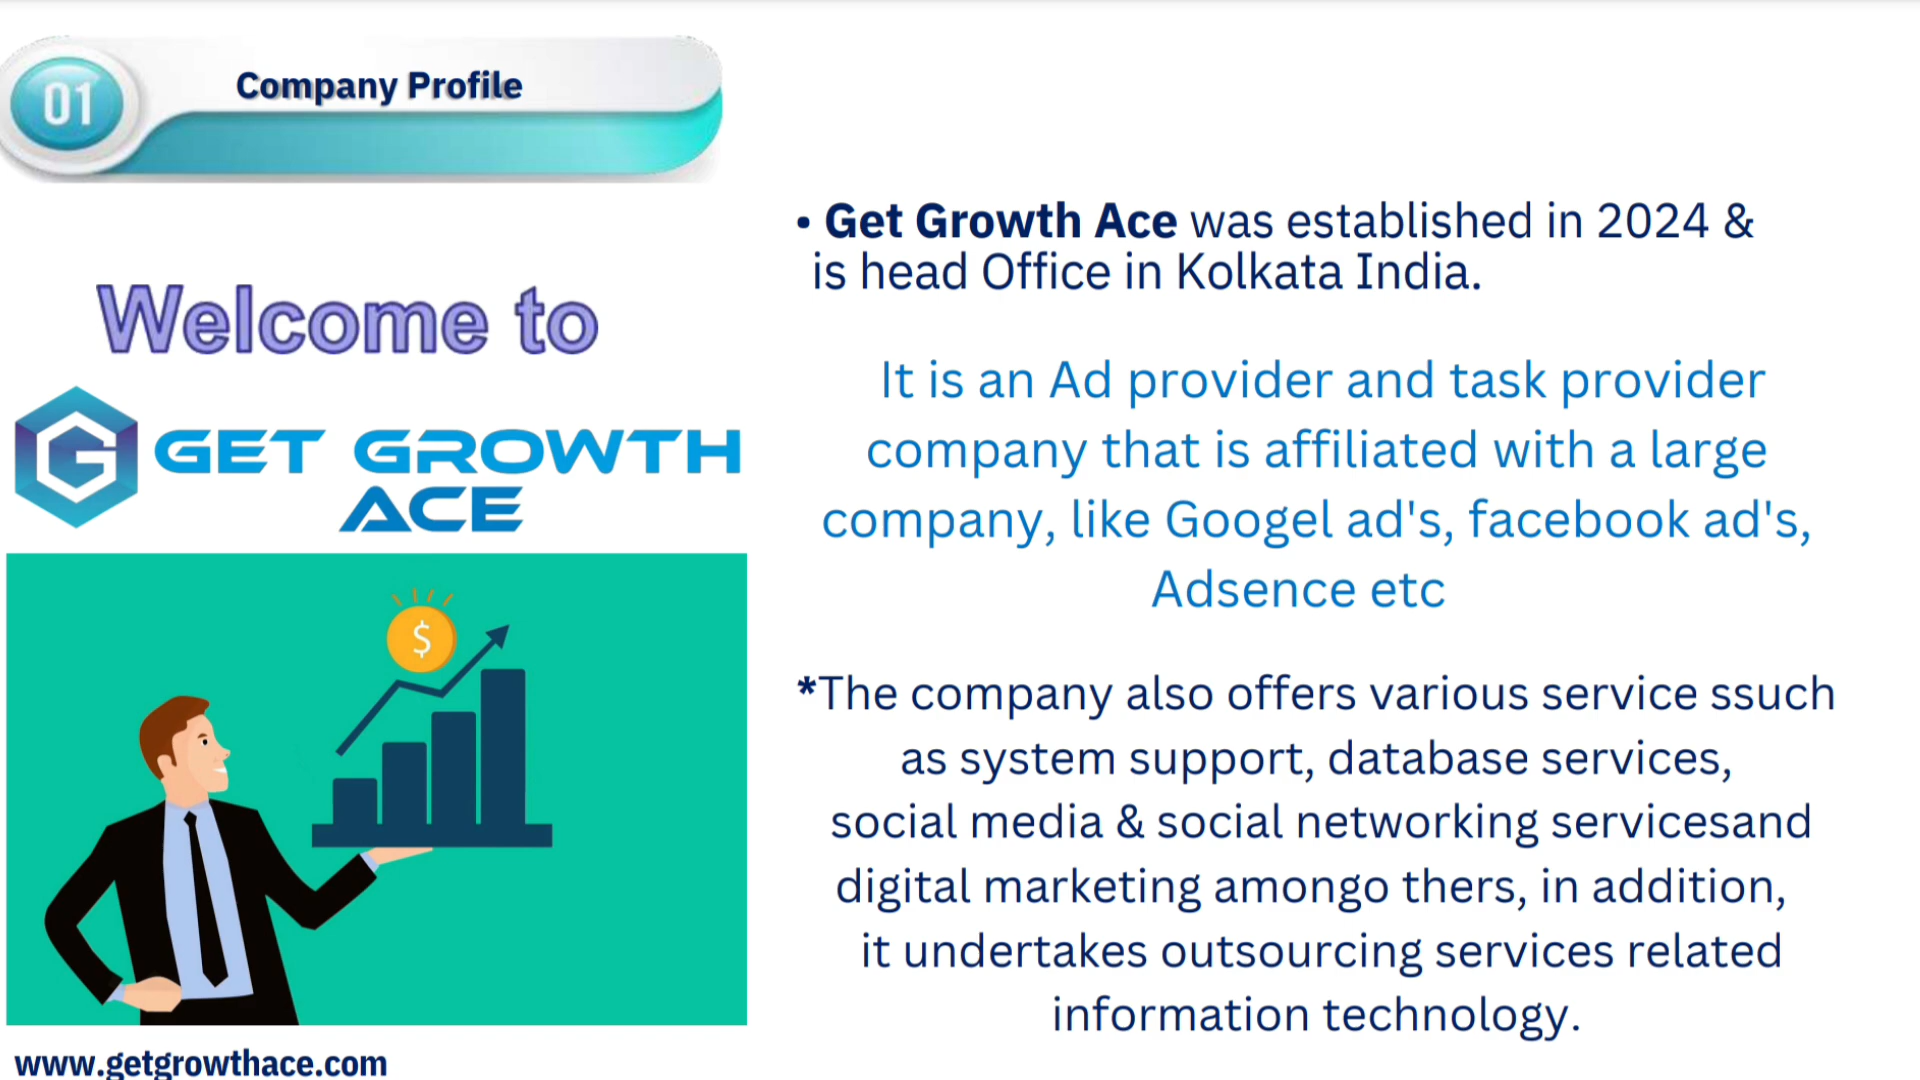 01
Company Profile
Welcome to
G GET GROWTH
ACE
$
www.getgrowthace.com
• Get Growth Ace was established in 2024 &
is head Office in Kolkata India.
It is an Ad provider and task provider
company that is affiliated with a large
company, like Googel ad's, facebook ad's,
Adsence etc
*The company also offers various service ssuch
as system support, database services,
social media & social networking servicesand
digital marketing amongo thers, in addition,
it undertakes outsourcing services related
information technology.